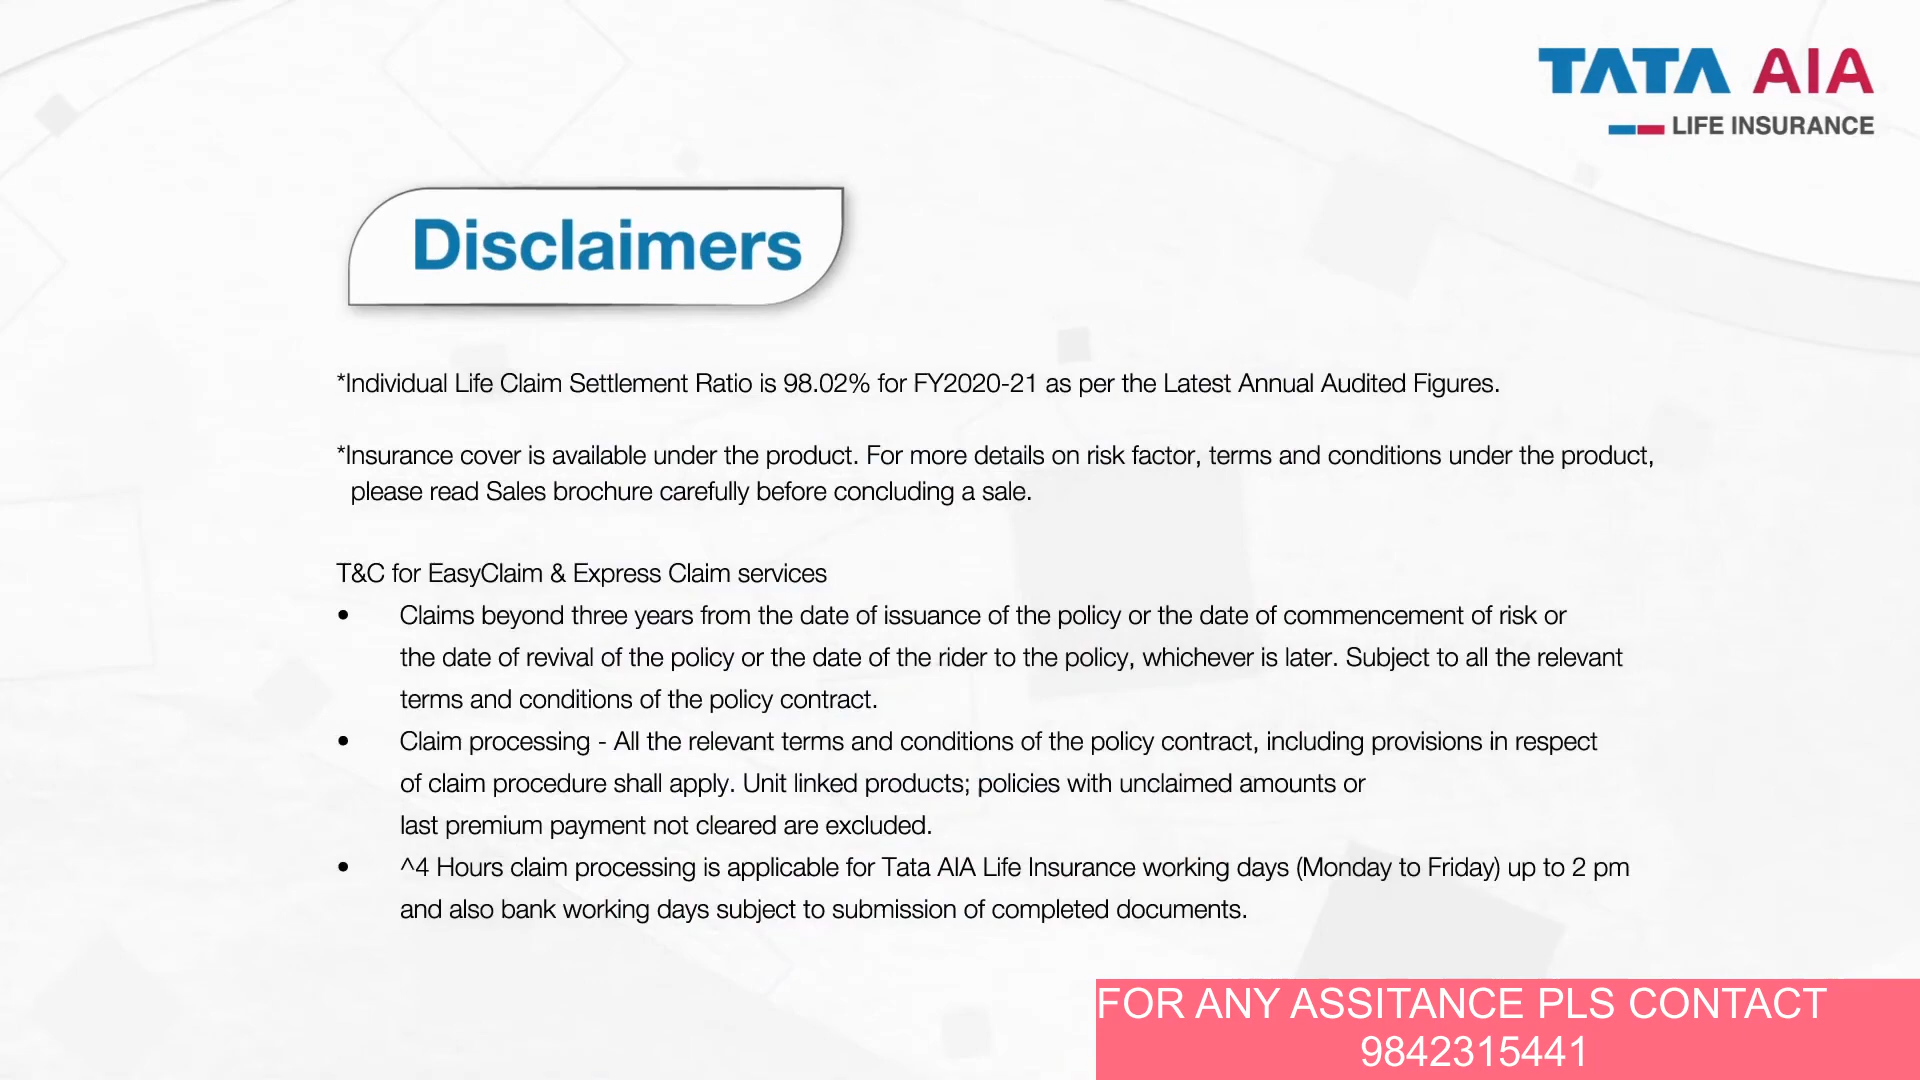 TATA AIA
LIFE INSURANCE
Disclaimers
*Individual Life Claim Settlement Ratio is 98.02% for FY2020-21 as per the Latest Annual Audited Figures.
*Insurance cover is available under the product. For more details on risk factor, terms and conditions under the product,
please read Sales brochure carefully before concluding a sale.
T&C for EasyClaim & Express Claim services
• Claims beyond three years from the date of issuance of the policy or the date of commencement of risk or
the date of revival of the policy or the date of the rider to the policy, whichever is later. Subject to all the relevant
terms and conditions of the policy contract.
• Claim processing - All the relevant terms and conditions of the policy contract, including provisions in respect
of claim procedure shall apply. Unit linked products; policies with unclaimed amounts or
last premium payment not cleared are excluded.
• ^4 Hours claim processing is applicable for Tata AIA Life Insurance working days (Monday to Friday) up to 2 pm
and also bank working days subject to submission of completed documents.
FOR ANY ASSITANCE PLS CONTACT
9842315441